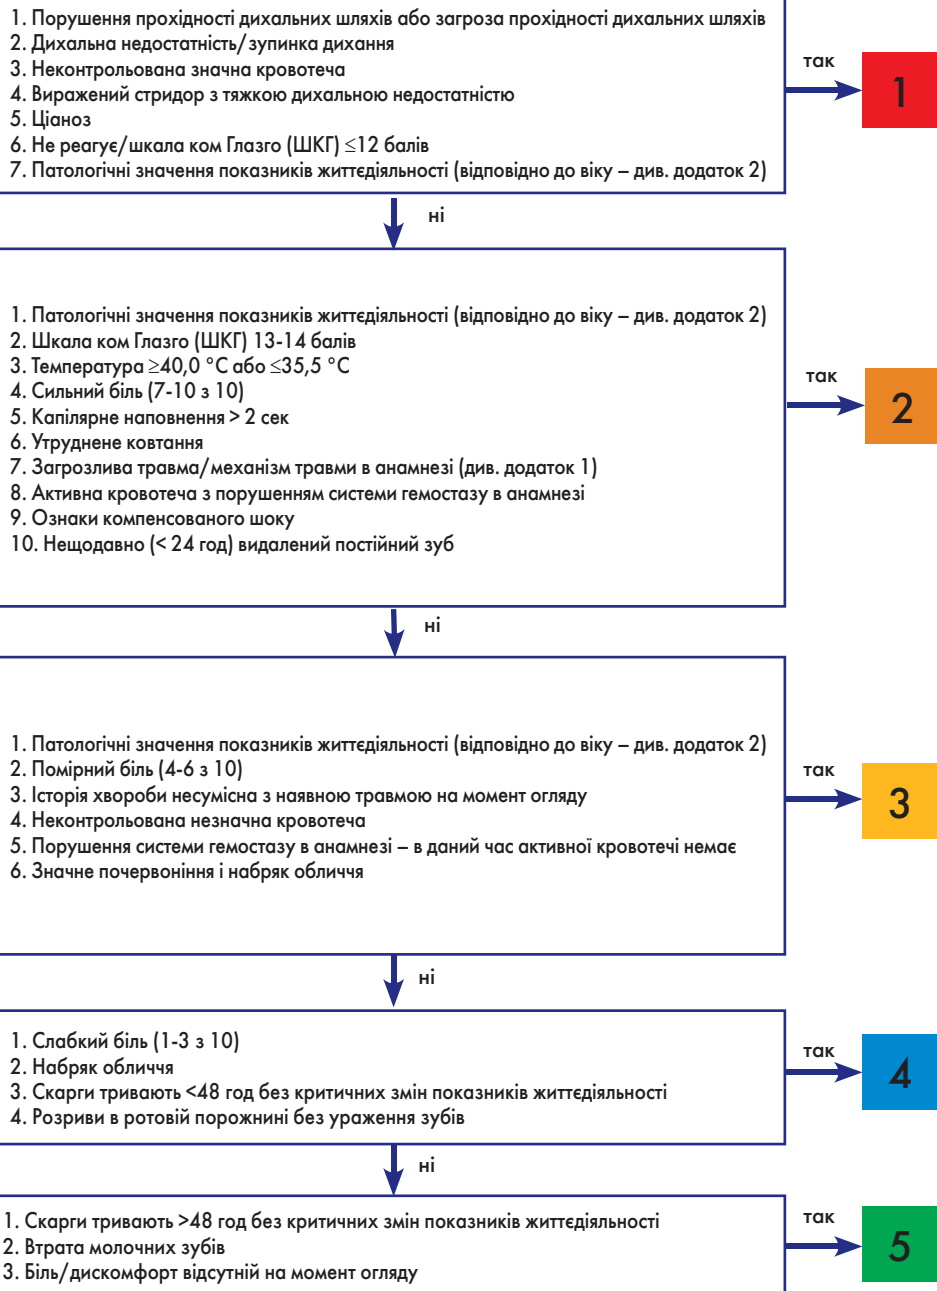 1. Порушення прохідності дихальних шляхів або загроза прохідності дихальних шляхів
2. Дихальна недостатність/зупинка дихання
3. Неконтрольована значна кровотеча
4. Виражений стридор з тяжкою дихальною недостатністю
5. Ціаноз
6. Не реагує/шкала ком Глазго (ШКГ) ≤12 балів
7. Патологічні значення показників життєдіяльності (відповідно до віку – див. додаток 2)
так
1
ні
1. Патологічні значення показників життєдіяльності (відповідно до віку – див. додаток 2)
2. Шкала ком Глазго (ШКГ) 13-14 балів
3. Температура ≥40,0 °C або ≤35,5 °C
4. Сильний біль (7-10 з 10)
5. Капілярне наповнення > 2 сек
6. Утруднене ковтання
7. Загрозлива травма/механізм травми в анамнезі (див. додаток 1)
8. Активна кровотеча з порушенням системи гемостазу в анамнезі
9. Ознаки компенсованого шоку
10. Нещодавно (< 24 год) видалений постійний зуб
так
2
ні
1. Патологічні значення показників життєдіяльності (відповідно до віку – див. додаток 2)
2. Помірний біль (4-6 з 10)
3. Історія хвороби несумісна з наявною травмою на момент огляду
4. Неконтрольована незначна кровотеча
5. Порушення системи гемостазу в анамнезі – в даний час активної кровотечі немає
6. Значне почервоніння і набряк обличчя
так
3
ні
1. Слабкий біль (1-3 з 10)
2. Набряк обличчя
3. Скарги тривають <48 год без критичних змін показників життєдіяльності
4. Розриви в ротовій порожнині без ураження зубів
так
4
ні
1. Скарги тривають >48 год без критичних змін показників життєдіяльності
2. Втрата молочних зубів
3. Біль/дискомфорт відсутній на момент огляду
так
5